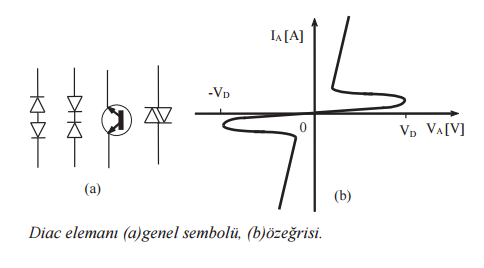 I_A [A]
-V_D
0
V_D V_A [V]
(a)
(b)
Diac elemanı (a)genel sembolü, (b)özeğrisi.